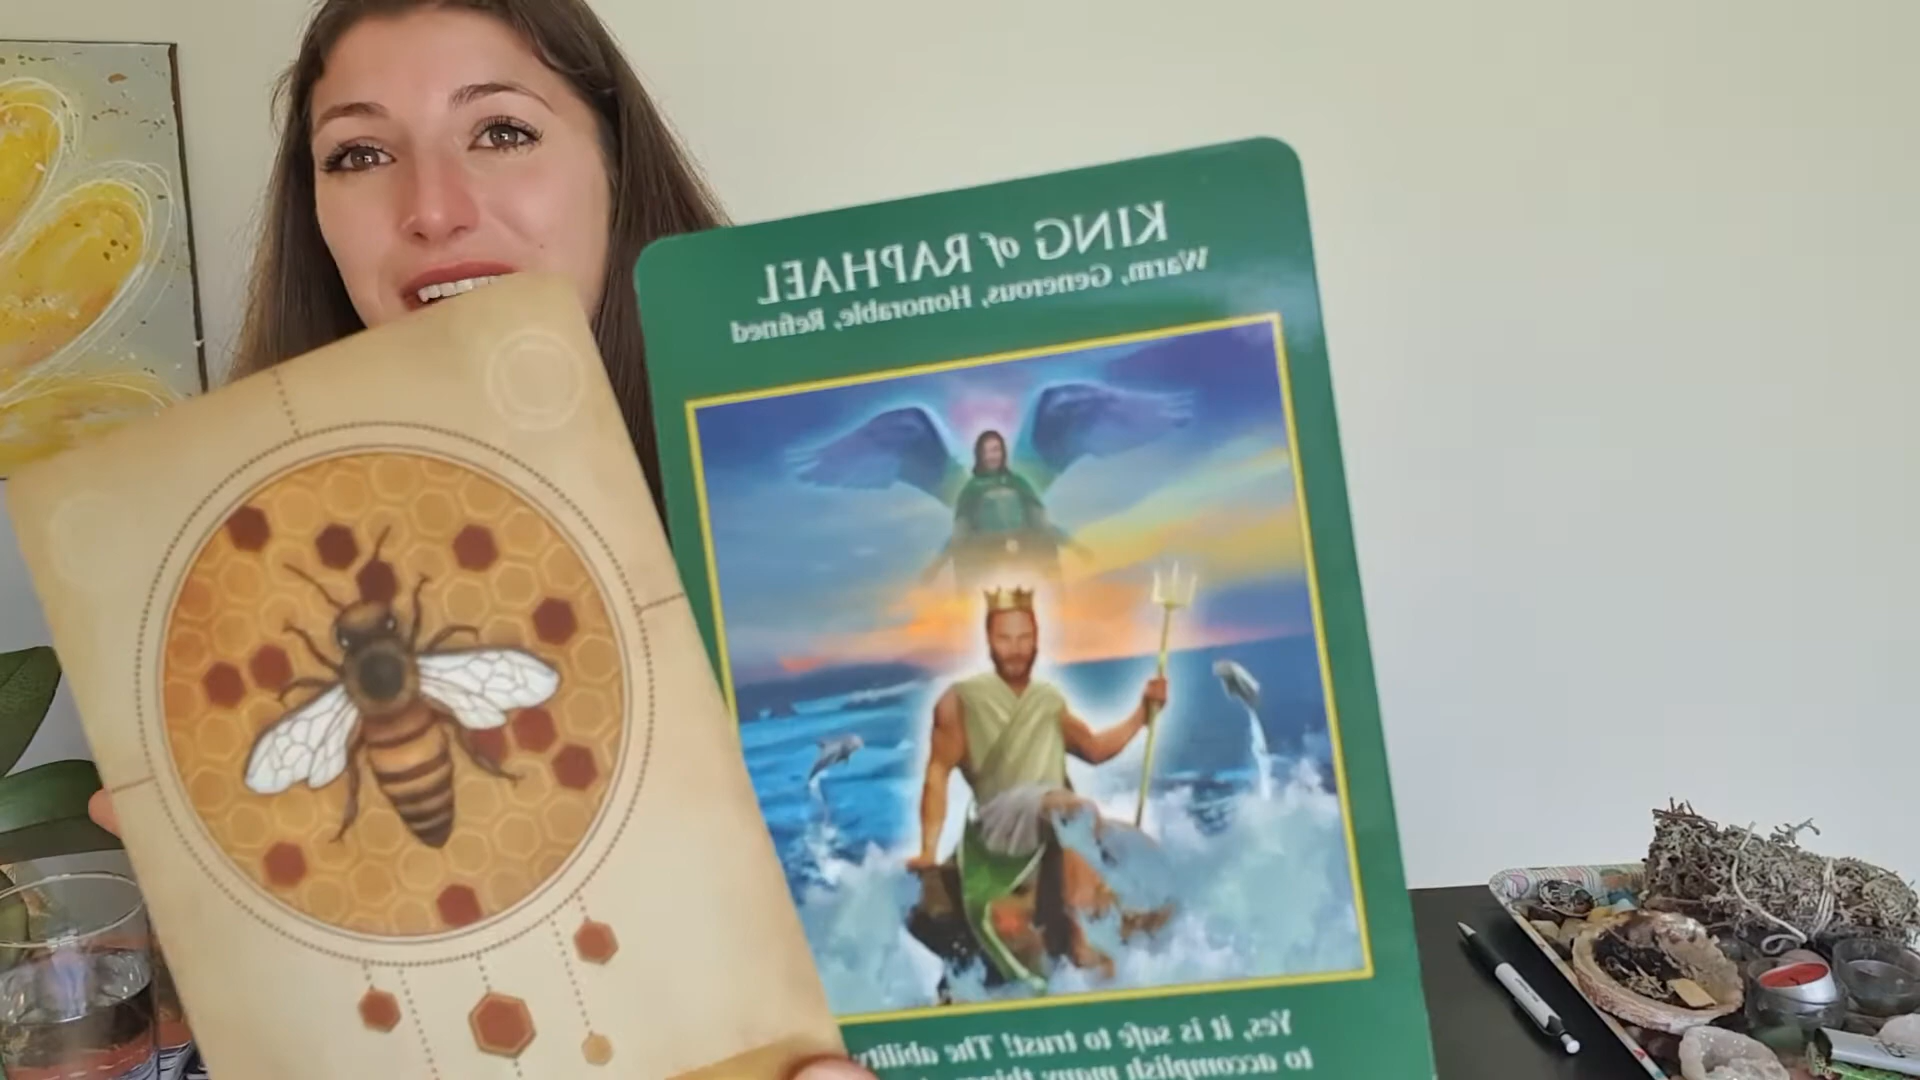 KING of RAPHAEL
Warm, Generous, Honorable, Refined
Yes, it is safe to trust! The ability
to accomplish many things